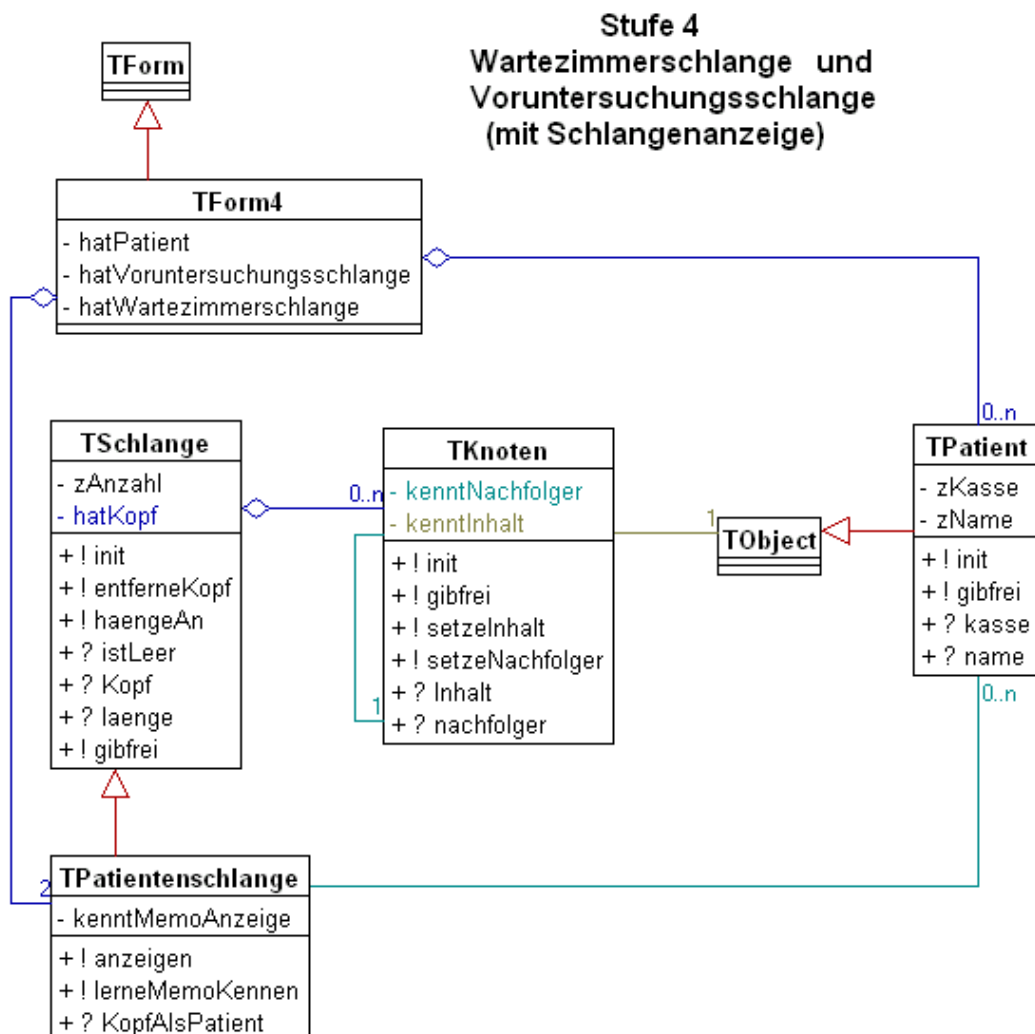 Stufe 4
Wartezimmerschlange und
Voruntersuchungsschlange
(mit Schlangenanzeige)
TForm
TForm4
- hatPatient
- hatVoruntersuchungsschlange
- hatWartezimmerschlange
0..n
TSchlange
- zAnzahl
- hatKopf
+ ! init
+ ! entferneKopf
+ ! haengeAn
+ ? istLeer
+ ? Kopf
+ ? laenge
+ ! gibfrei
0..n
TKnoten
- kenntNachfolger
- kenntInhalt
+ ! init
+ ! gibfrei
+ ! setzeInhalt
+ ! setzeNachfolger
+ ? Inhalt
+ ? nachfolger
1
1
TObject
TPatient
- zKasse
- zName
+ ! init
+ ! gibfrei
+ ? kasse
+ ? name
0..n
2
TPatientenschlange
- kenntMemoAnzeige
+ ! anzeigen
+ ! lerneMemoKennen
+ ? KopfAlsPatient